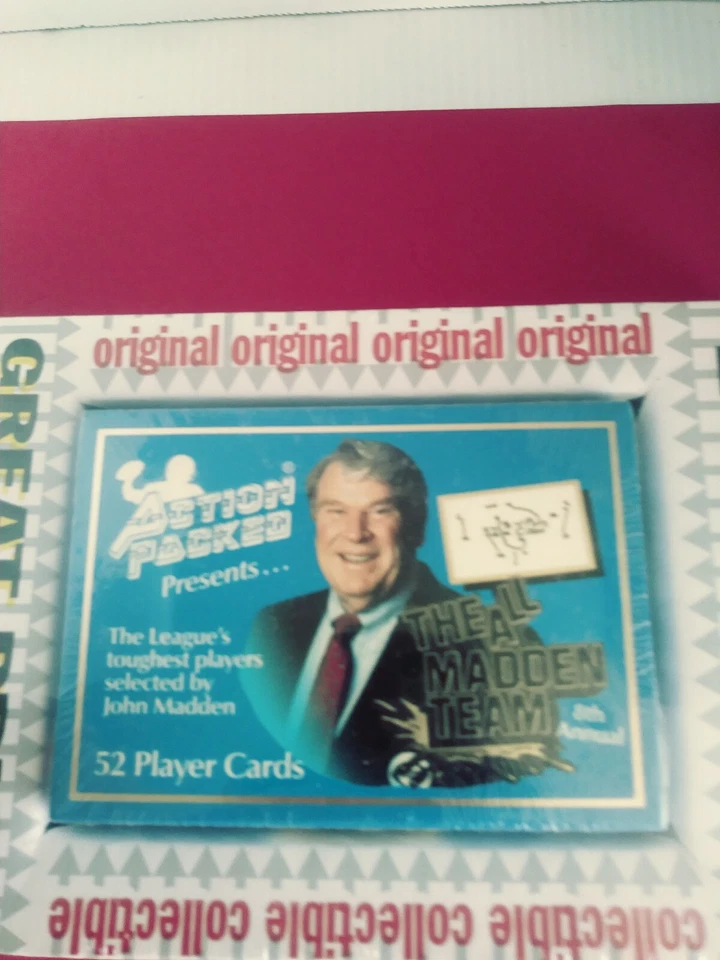 original original original original
GREAT
ACTION
PACKED®
Presents...
The League's
toughest players
selected by
John Madden
52 Player Cards
THE ALL
MADDEN
TEAM
8th
Annual
collectible collectible collectible collectible